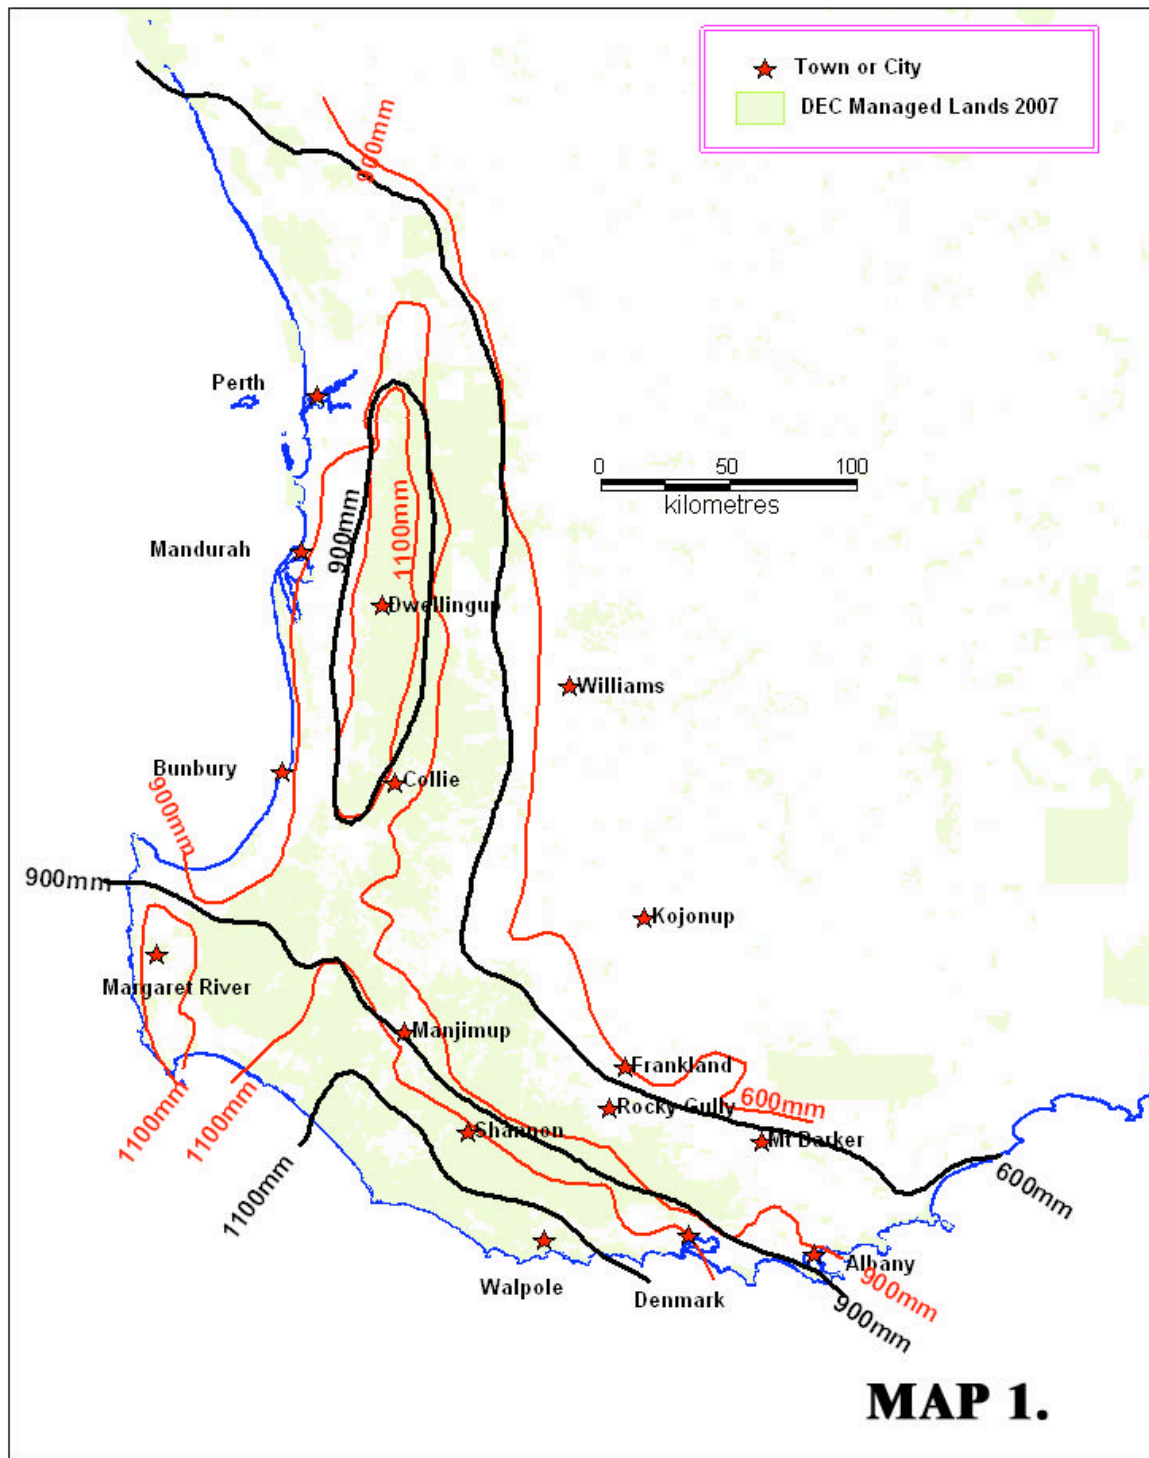 Town or City
DEC Managed Lands 2007
900mm
Perth
0 50 100
kilometres
900mm
1100mm
Mandurah
Dwellingup
Williams
Bunbury
Collie
900mm
900mm
Kojonup
Margaret River
Manjimup
Frankland
600mm
Rocky Gully
1100mm
1100mm
Shannon
Mt Barker
1100mm
600mm
Albany
Walpole
Denmark
900mm
900mm
MAP 1.